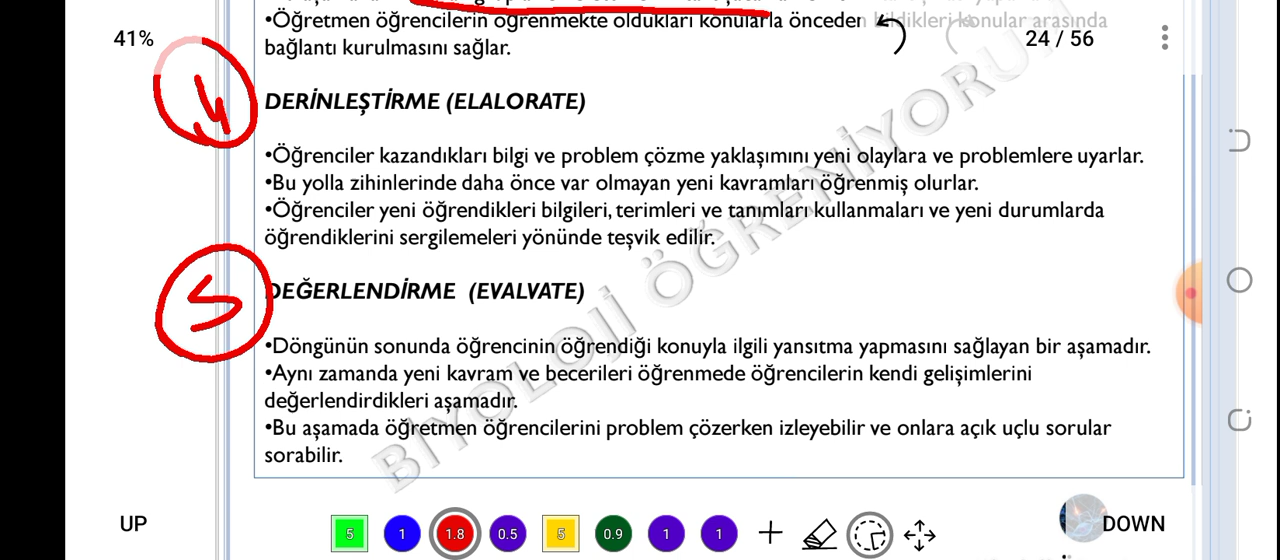 •Öğretmen öğrencilerin öğrenmekte oldukları konularla önceden bildikleri konular arasında
bağlantı kurulmasını sağlar.
41%
24 / 56
4
DERİNLEŞTİRME (ELALORATE)
•Öğrenciler kazandıkları bilgi ve problem çözme yaklaşımını yeni olaylara ve problemlere uyarlar.
•Bu yolla zihinlerinde daha önce var olmayan yeni kavramları öğrenmiş olurlar.
•Öğrenciler yeni öğrendikleri bilgileri, terimleri ve tanımları kullanmaları ve yeni durumlarda
öğrendiklerini sergilemeleri yönünde teşvik edilir.
5
DEĞERLENDİRME (EVALVATE)
•Döngünün sonunda öğrencinin öğrendiği konuyla ilgili yansıtma yapmasını sağlayan bir aşamadır.
•Aynı zamanda yeni kavram ve becerileri öğrenmede öğrencilerin kendi gelişimlerini
değerlendirdikleri aşamadır.
•Bu aşamada öğretmen öğrencilerini problem çözerken izleyebilir ve onlara açık uçlu sorular
sorabilir.
BİYOLOJİ ÖĞRENİYORUM
UP
5 1 1.8 0.5 5 0.9 1 1
DOWN